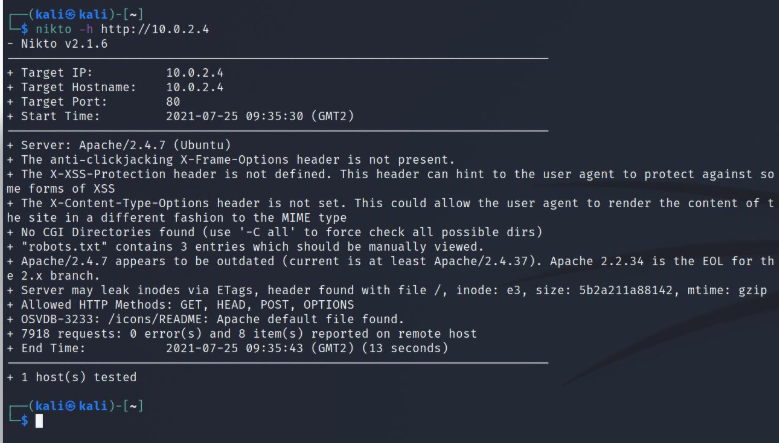 ┌──(kali㉿kali)-[~]
└─$ nikto -h http://10.0.2.4
- Nikto v2.1.6
+ Target IP:          10.0.2.4
+ Target Hostname:    10.0.2.4
+ Target Port:        80
+ Start Time:         2021-07-25 09:35:30 (GMT2)
+ Server: Apache/2.4.7 (Ubuntu)
+ The anti-clickjacking X-Frame-Options header is not present.
+ The X-XSS-Protection header is not defined. This header can hint to the user agent to protect against so
me forms of XSS
+ The X-Content-Type-Options header is not set. This could allow the user agent to render the content of t
he site in a different fashion to the MIME type
+ No CGI Directories found (use '-C all' to force check all possible dirs)
+ "robots.txt" contains 3 entries which should be manually viewed.
+ Apache/2.4.7 appears to be outdated (current is at least Apache/2.4.37). Apache 2.2.34 is the EOL for th
e 2.x branch.
+ Server may leak inodes via ETags, header found with file /, inode: e3, size: 5b2a211a88142, mtime: gzip
+ Allowed HTTP Methods: GET, HEAD, POST, OPTIONS
+ OSVDB-3233: /icons/README: Apache default file found.
+ 7918 requests: 0 error(s) and 8 item(s) reported on remote host
+ End Time:           2021-07-25 09:35:43 (GMT2) (13 seconds)
+ 1 host(s) tested
┌──(kali㉿kali)-[~]
└─$